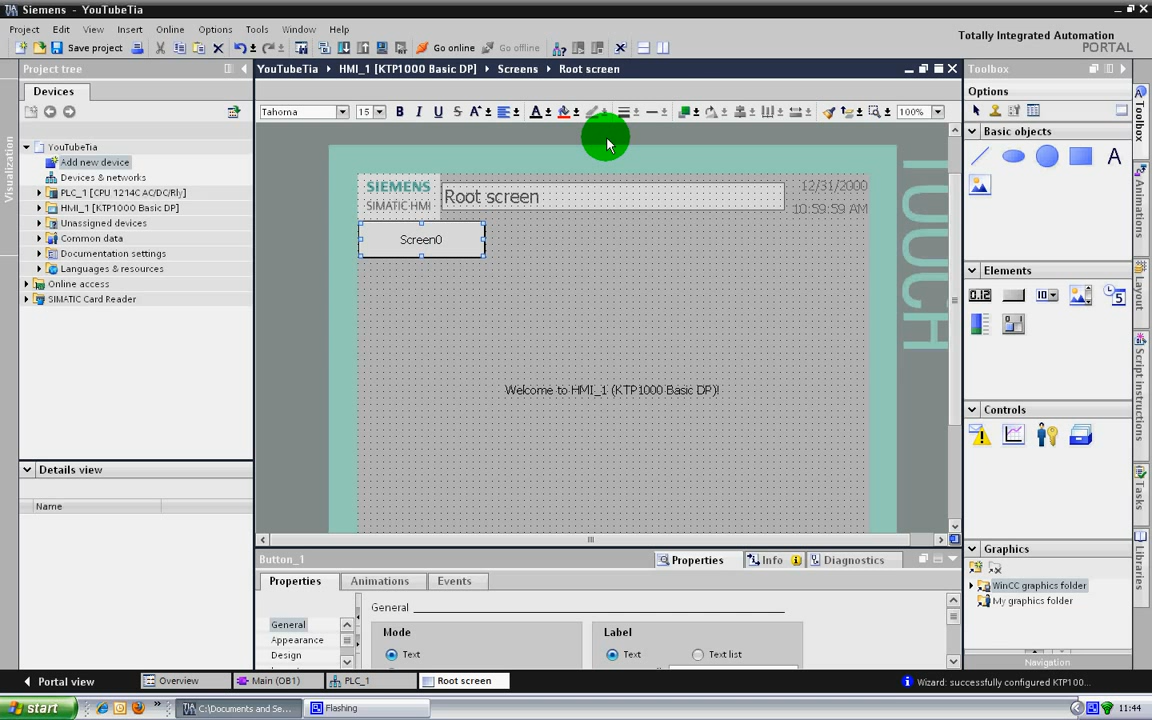 Siemens - YouTubeTia
Project Edit View Insert Online Options Tools Window Help
Totally Integrated Automation
PORTAL
Save project Go online Go offline
Project tree
YouTubeTia HMI_1 [KTP1000 Basic DP] Screens Root screen
Toolbox
Devices
Options
Tahoma 15 B I U S A A 100%
Basic objects
YouTubeTia
Add new device
Devices & networks
PLC_1 [CPU 1214C AC/DC/Rly]
HMI_1 [KTP1000 Basic DP]
Unassigned devices
Common data
Documentation settings
Languages & resources
Online access
SIMATIC Card Reader
Visualization
SIEMENS
SIMATIC HMI
Root screen
12/31/2000
10:59:59 AM
Screen0
Welcome to HMI_1 (KTP1000 Basic DP)!
TOUCH
A
Elements
0.12
10
5
Controls
Graphics
WinCC graphics folder
My graphics folder
Navigation
Toolbox
Animations
Layout
Script instructions
Tasks
Libraries
Details view
Name
Button_1
Properties Info Diagnostics
Properties Animations Events
General
General
Appearance
Design
Mode
Text
Label
Text Text list
Portal view Overview Main (OB1) PLC_1 Root screen Wizard: successfully configured KTP100...
start C:\Documents and Se... Flashing 11:44